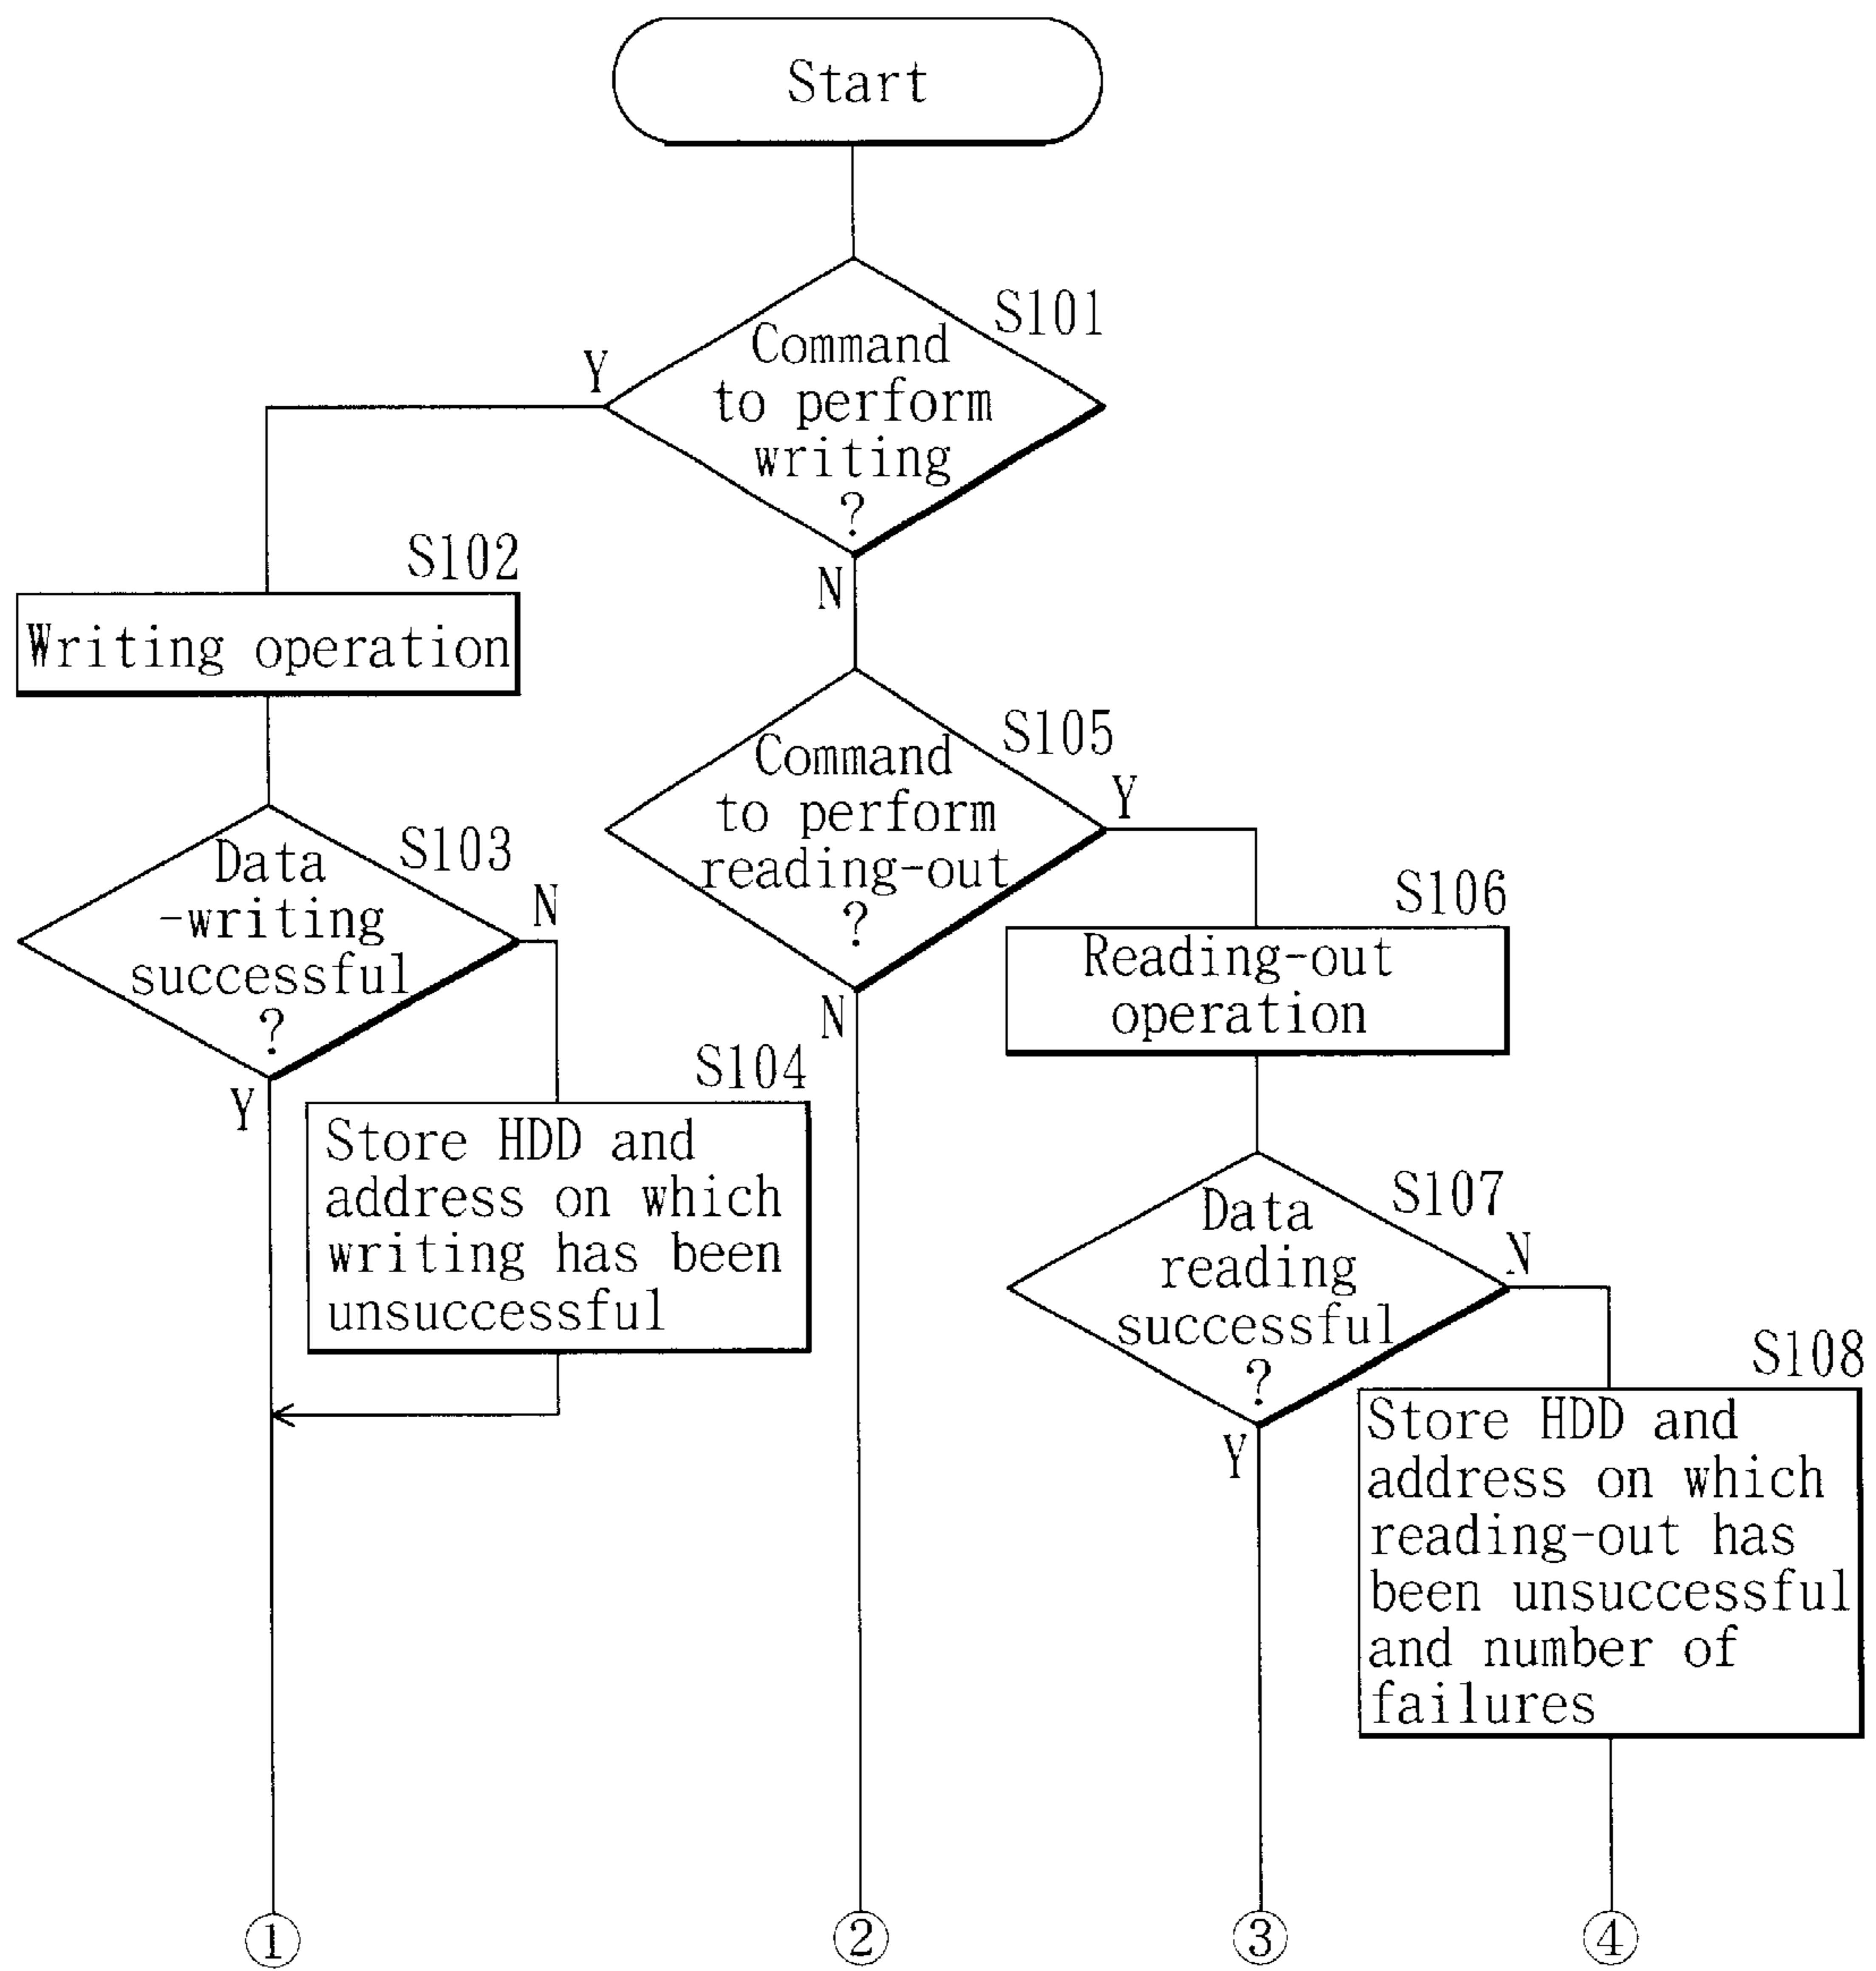 Start
S101
Command
to perform
writing
?
Y
N
S102
Writing operation
S103
Data
-writing
successful
?
N
Y
S104
Store HDD and
address on which
writing has been
unsuccessful
S105
Command
to perform
reading-out
?
Y
N
S106
Reading-out
operation
S107
Data
reading
successful
?
N
Y
S108
Store HDD and
address on which
reading-out has
been unsuccessful
and number of
failures
①
②
③
④